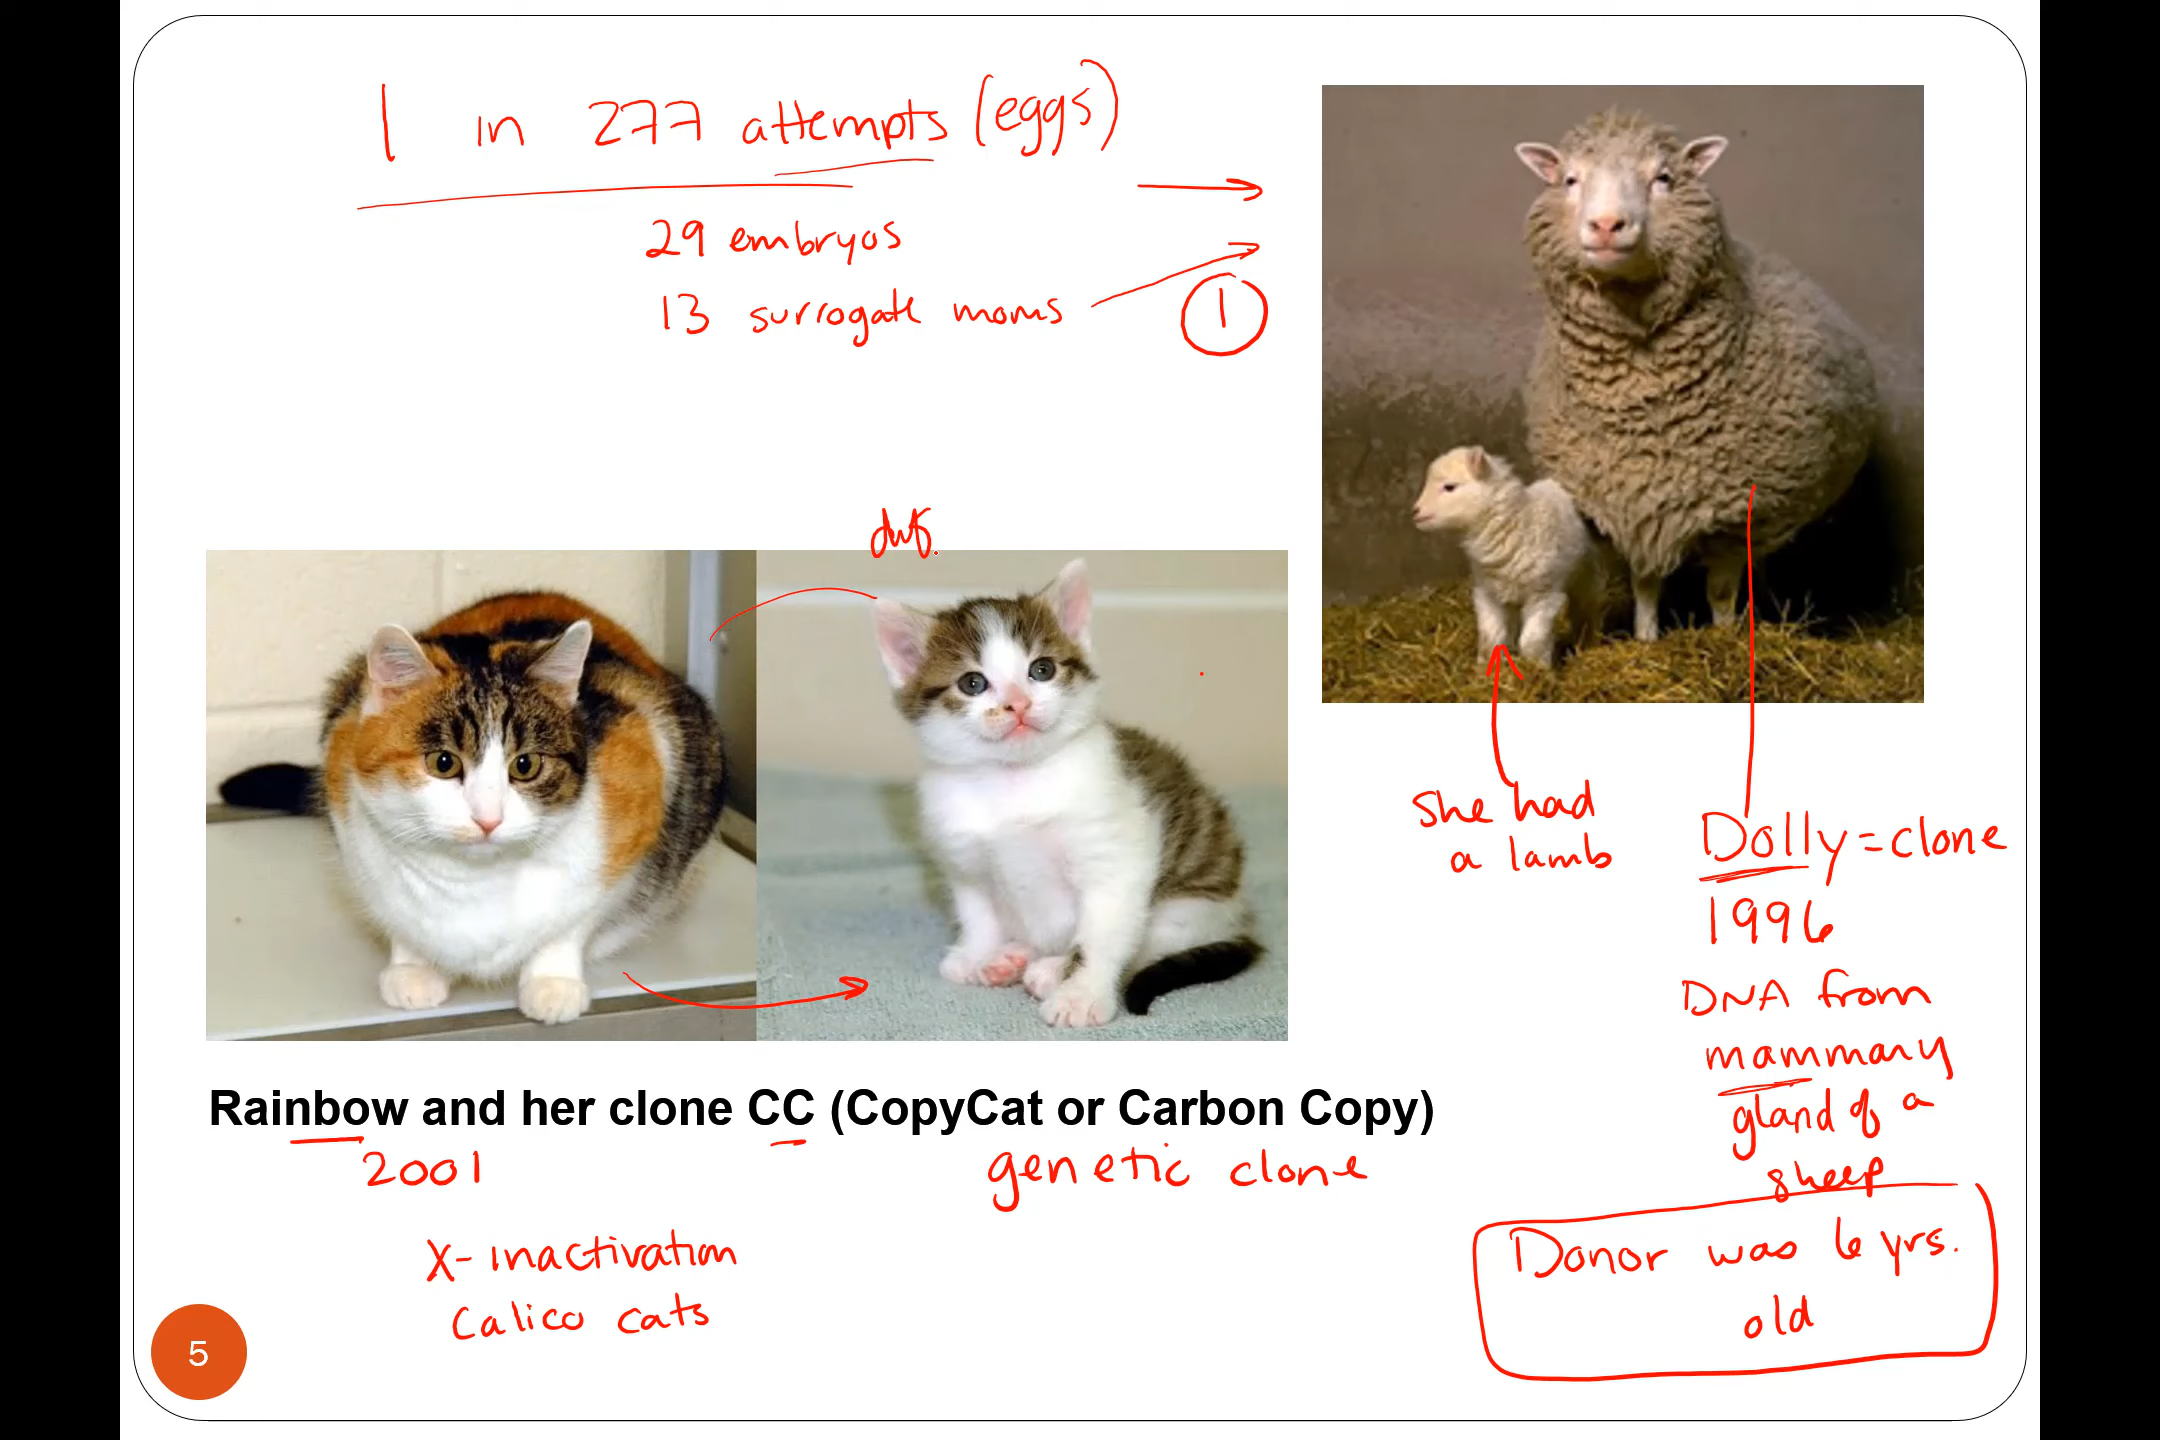 1 in 277 attempts (eggs)
29 embryos
13 surrogate moms
1
She had
a lamb
Dolly = clone
1996
DNA from
mammary
gland of a
sheep
Donor was 6 yrs.
old
Rainbow and her clone CC (CopyCat or Carbon Copy)
2001
genetic clone
X-inactivation
Calico cats
5